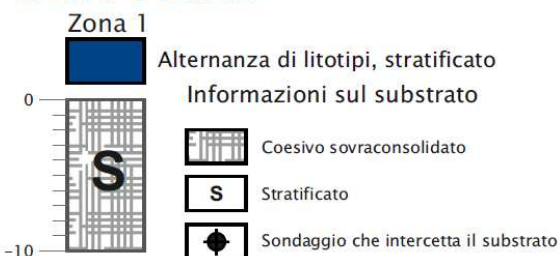 Zona 1
Alternanza di litotipi, stratificato
Informazioni sul substrato
0
S
-10
Coesivo sovraconsolidato
S Stratificato
Sondaggio che intercetta il substrato